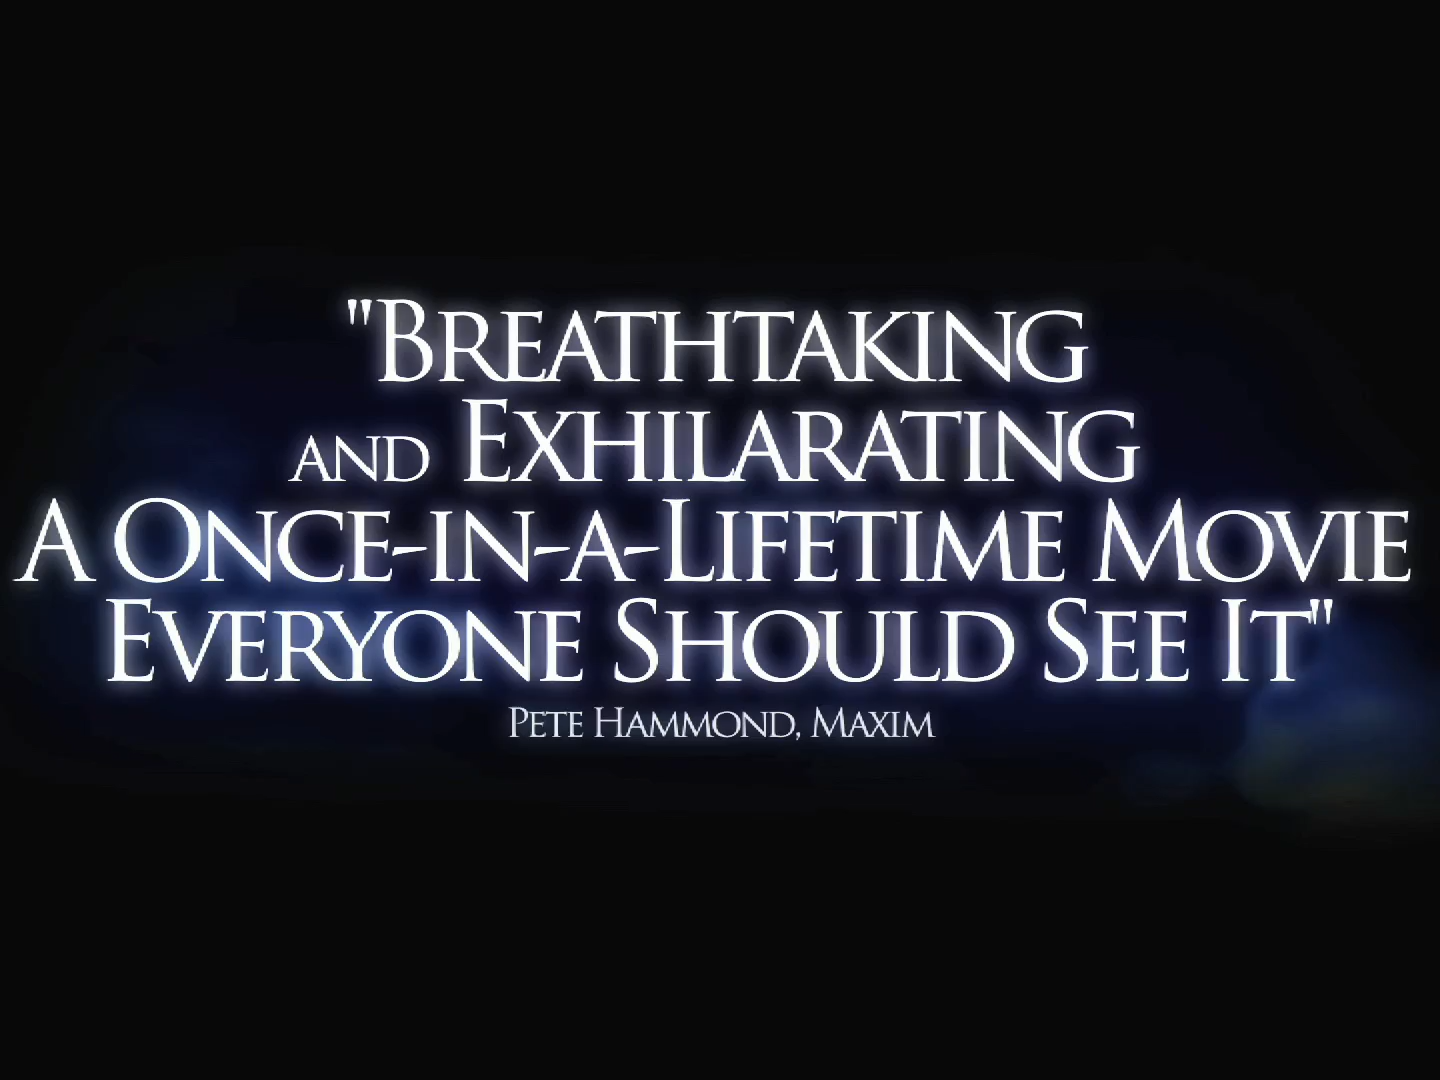 "Breathtaking
and Exhilarating
A Once-in-a-Lifetime Movie
Everyone Should See It"
Pete Hammond, Maxim